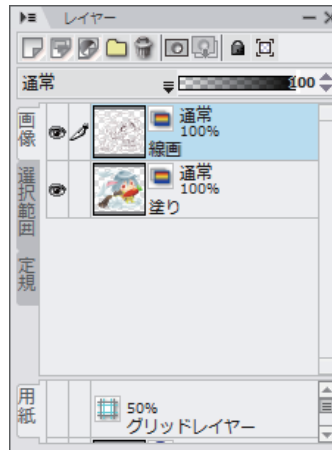 レイヤー
通常
100
画像
通常
100%
線画
選択範囲
通常
100%
塗り
定規
用紙
50%
グリッドレイヤー